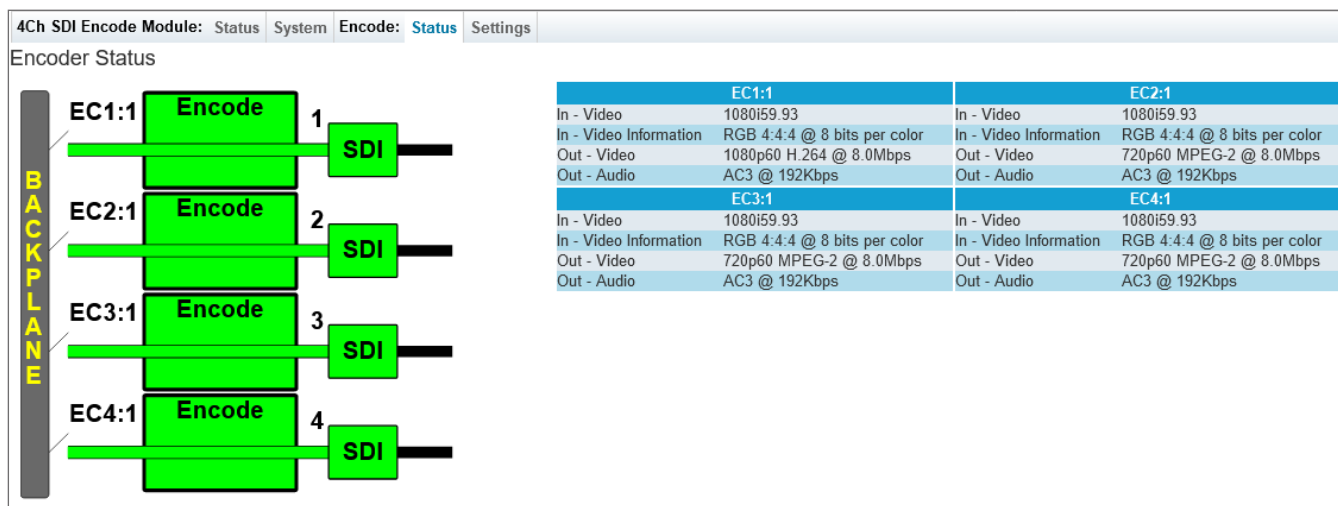 4Ch SDI Encode Module: Status System Encode: Status Settings
Encoder Status
BACKPLANE
EC1:1 Encode 1 SDI
EC2:1 Encode 2 SDI
EC3:1 Encode 3 SDI
EC4:1 Encode 4 SDI
EC1:1 EC2:1
In - Video 1080i59.93 In - Video 1080i59.93
In - Video Information RGB 4:4:4 @ 8 bits per color In - Video Information RGB 4:4:4 @ 8 bits per color
Out - Video 1080p60 H.264 @ 8.0Mbps Out - Video 720p60 MPEG-2 @ 8.0Mbps
Out - Audio AC3 @ 192Kbps Out - Audio AC3 @ 192Kbps
EC3:1 EC4:1
In - Video 1080i59.93 In - Video 1080i59.93
In - Video Information RGB 4:4:4 @ 8 bits per color In - Video Information RGB 4:4:4 @ 8 bits per color
Out - Video 720p60 MPEG-2 @ 8.0Mbps Out - Video 720p60 MPEG-2 @ 8.0Mbps
Out - Audio AC3 @ 192Kbps Out - Audio AC3 @ 192Kbps